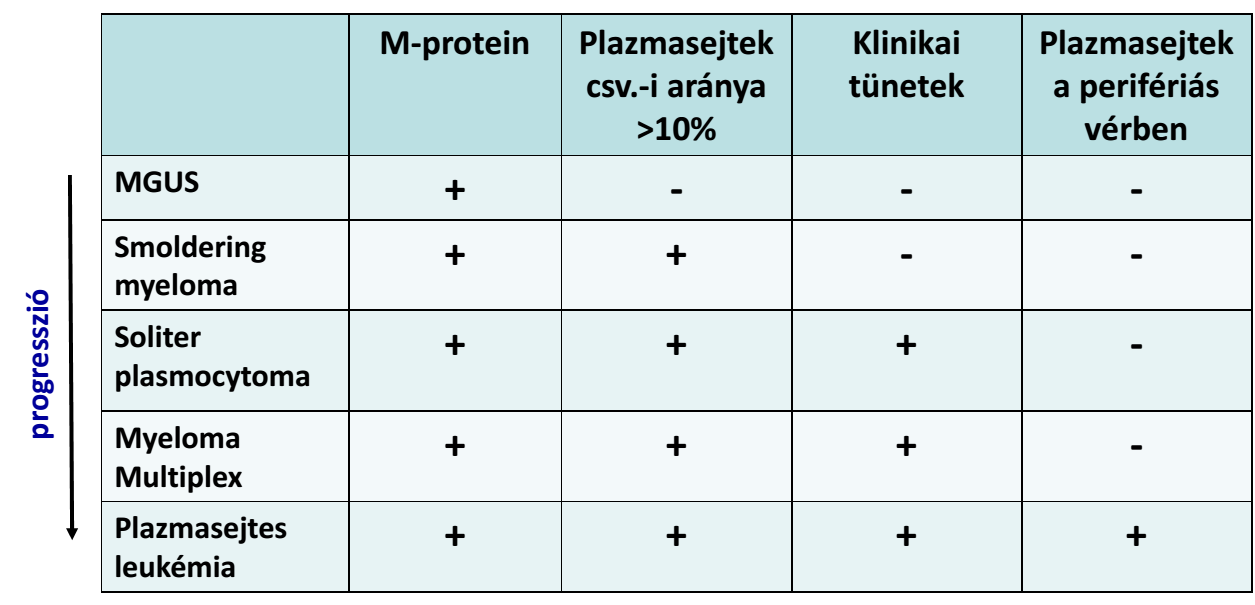 M-protein
Plazmasejtek
csv.-i aránya
>10%
Klinikai
tünetek
Plazmasejtek
a perifériás
vérben
progresszió
MGUS
+ - - -
Smoldering
myeloma
+ + - -
Soliter
plasmocytoma
+ + + -
Myeloma
Multiplex
+ + + -
Plazmasejtes
leukémia
+ + + +